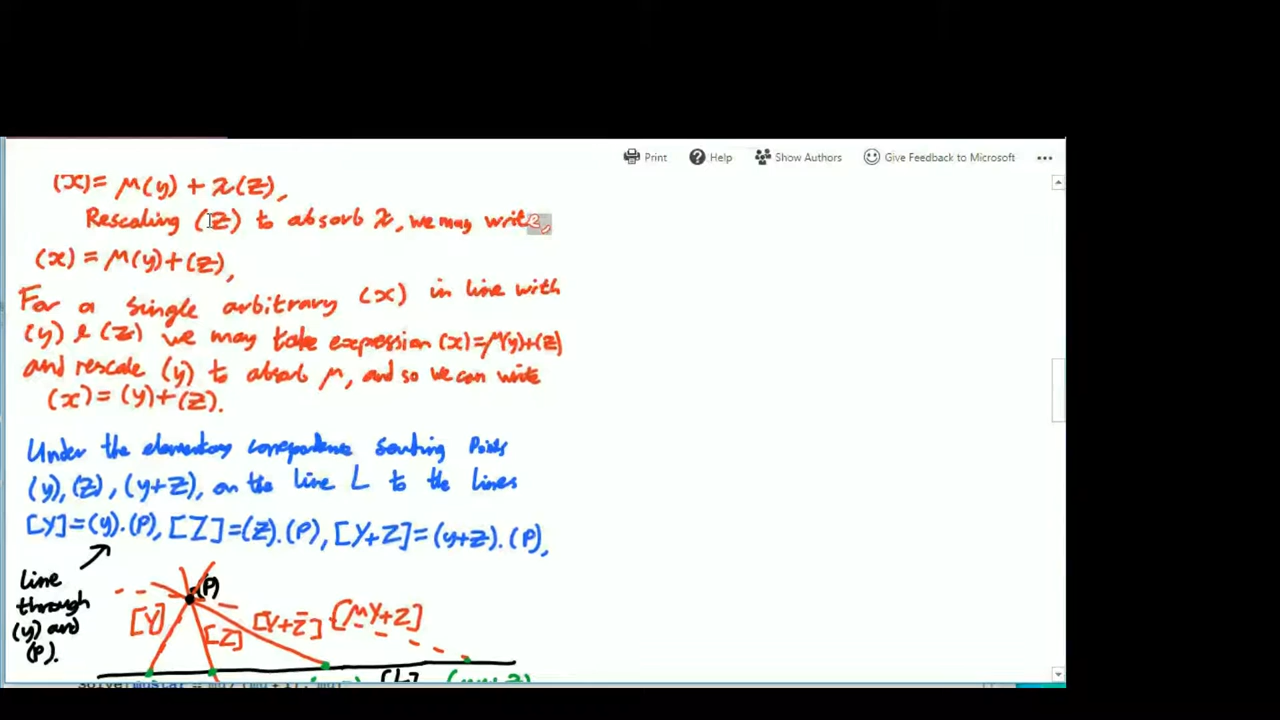 Print Help Show Authors Give Feedback to Microsoft
(x) = μ(y) + λ(z),
Rescaling (z) to absorb λ, we may write,
(x) = μ(y)+(z),
For a single arbitrary (x) in line with
(y) & (z) we may take expression (x)=μ(y)+(z)
and rescale (y) to absorb μ, and so we can write
(x) = (y)+(z).
Under the elementary correspondence sending Points
(y), (z), (y+z), on the line L to the lines
[Y]=(y).(P), [Z]=(z).(P), [Y+Z]=(y+z).(P),
line
through
(y) and
(P).
(P)
[Y]
[Z]
[Y+Z]
[μY+Z]
[L]